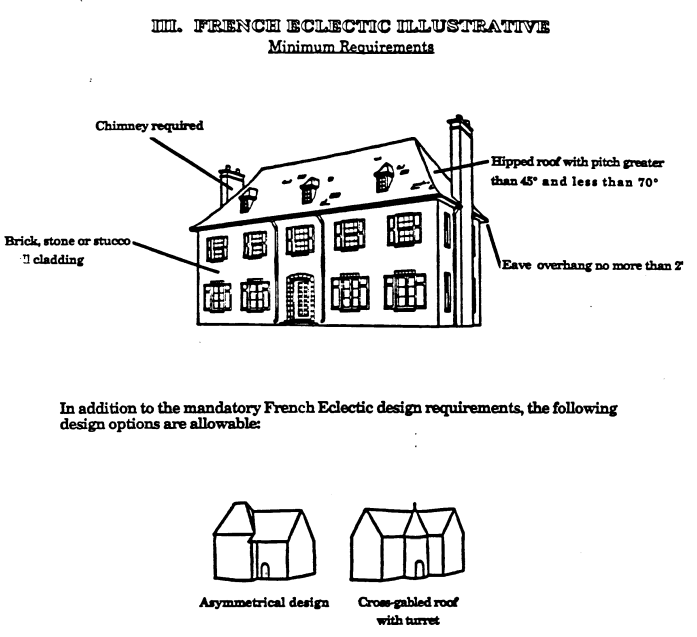 III. FRENCH ECLECTIC ILLUSTRATIVE
Minimum Requirements
Chimney required
Hipped roof with pitch greater
than 45° and less than 70°
Brick, stone or stucco
cladding
Eave overhang no more than 2'
In addition to the mandatory French Eclectic design requirements, the following
design options are allowable:
Asymmetrical design
Cross-gabled roof
with turret